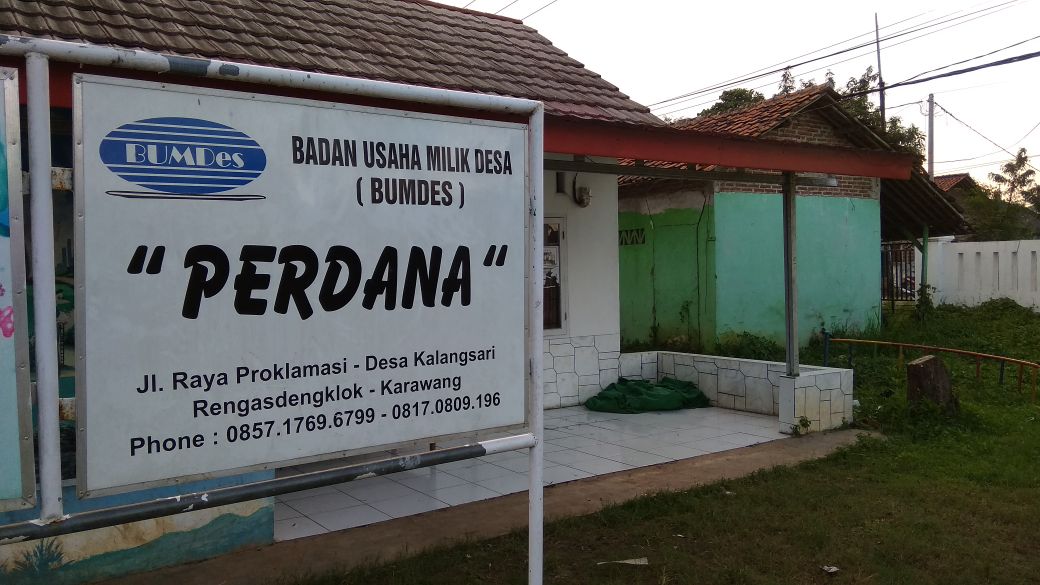 BUMDes
BADAN USAHA MILIK DESA
( BUMDES )
" PERDANA "
Jl. Raya Proklamasi - Desa Kalangsari
Rengasdengklok - Karawang
Phone : 0857.1769.6799 - 0817.0809.196